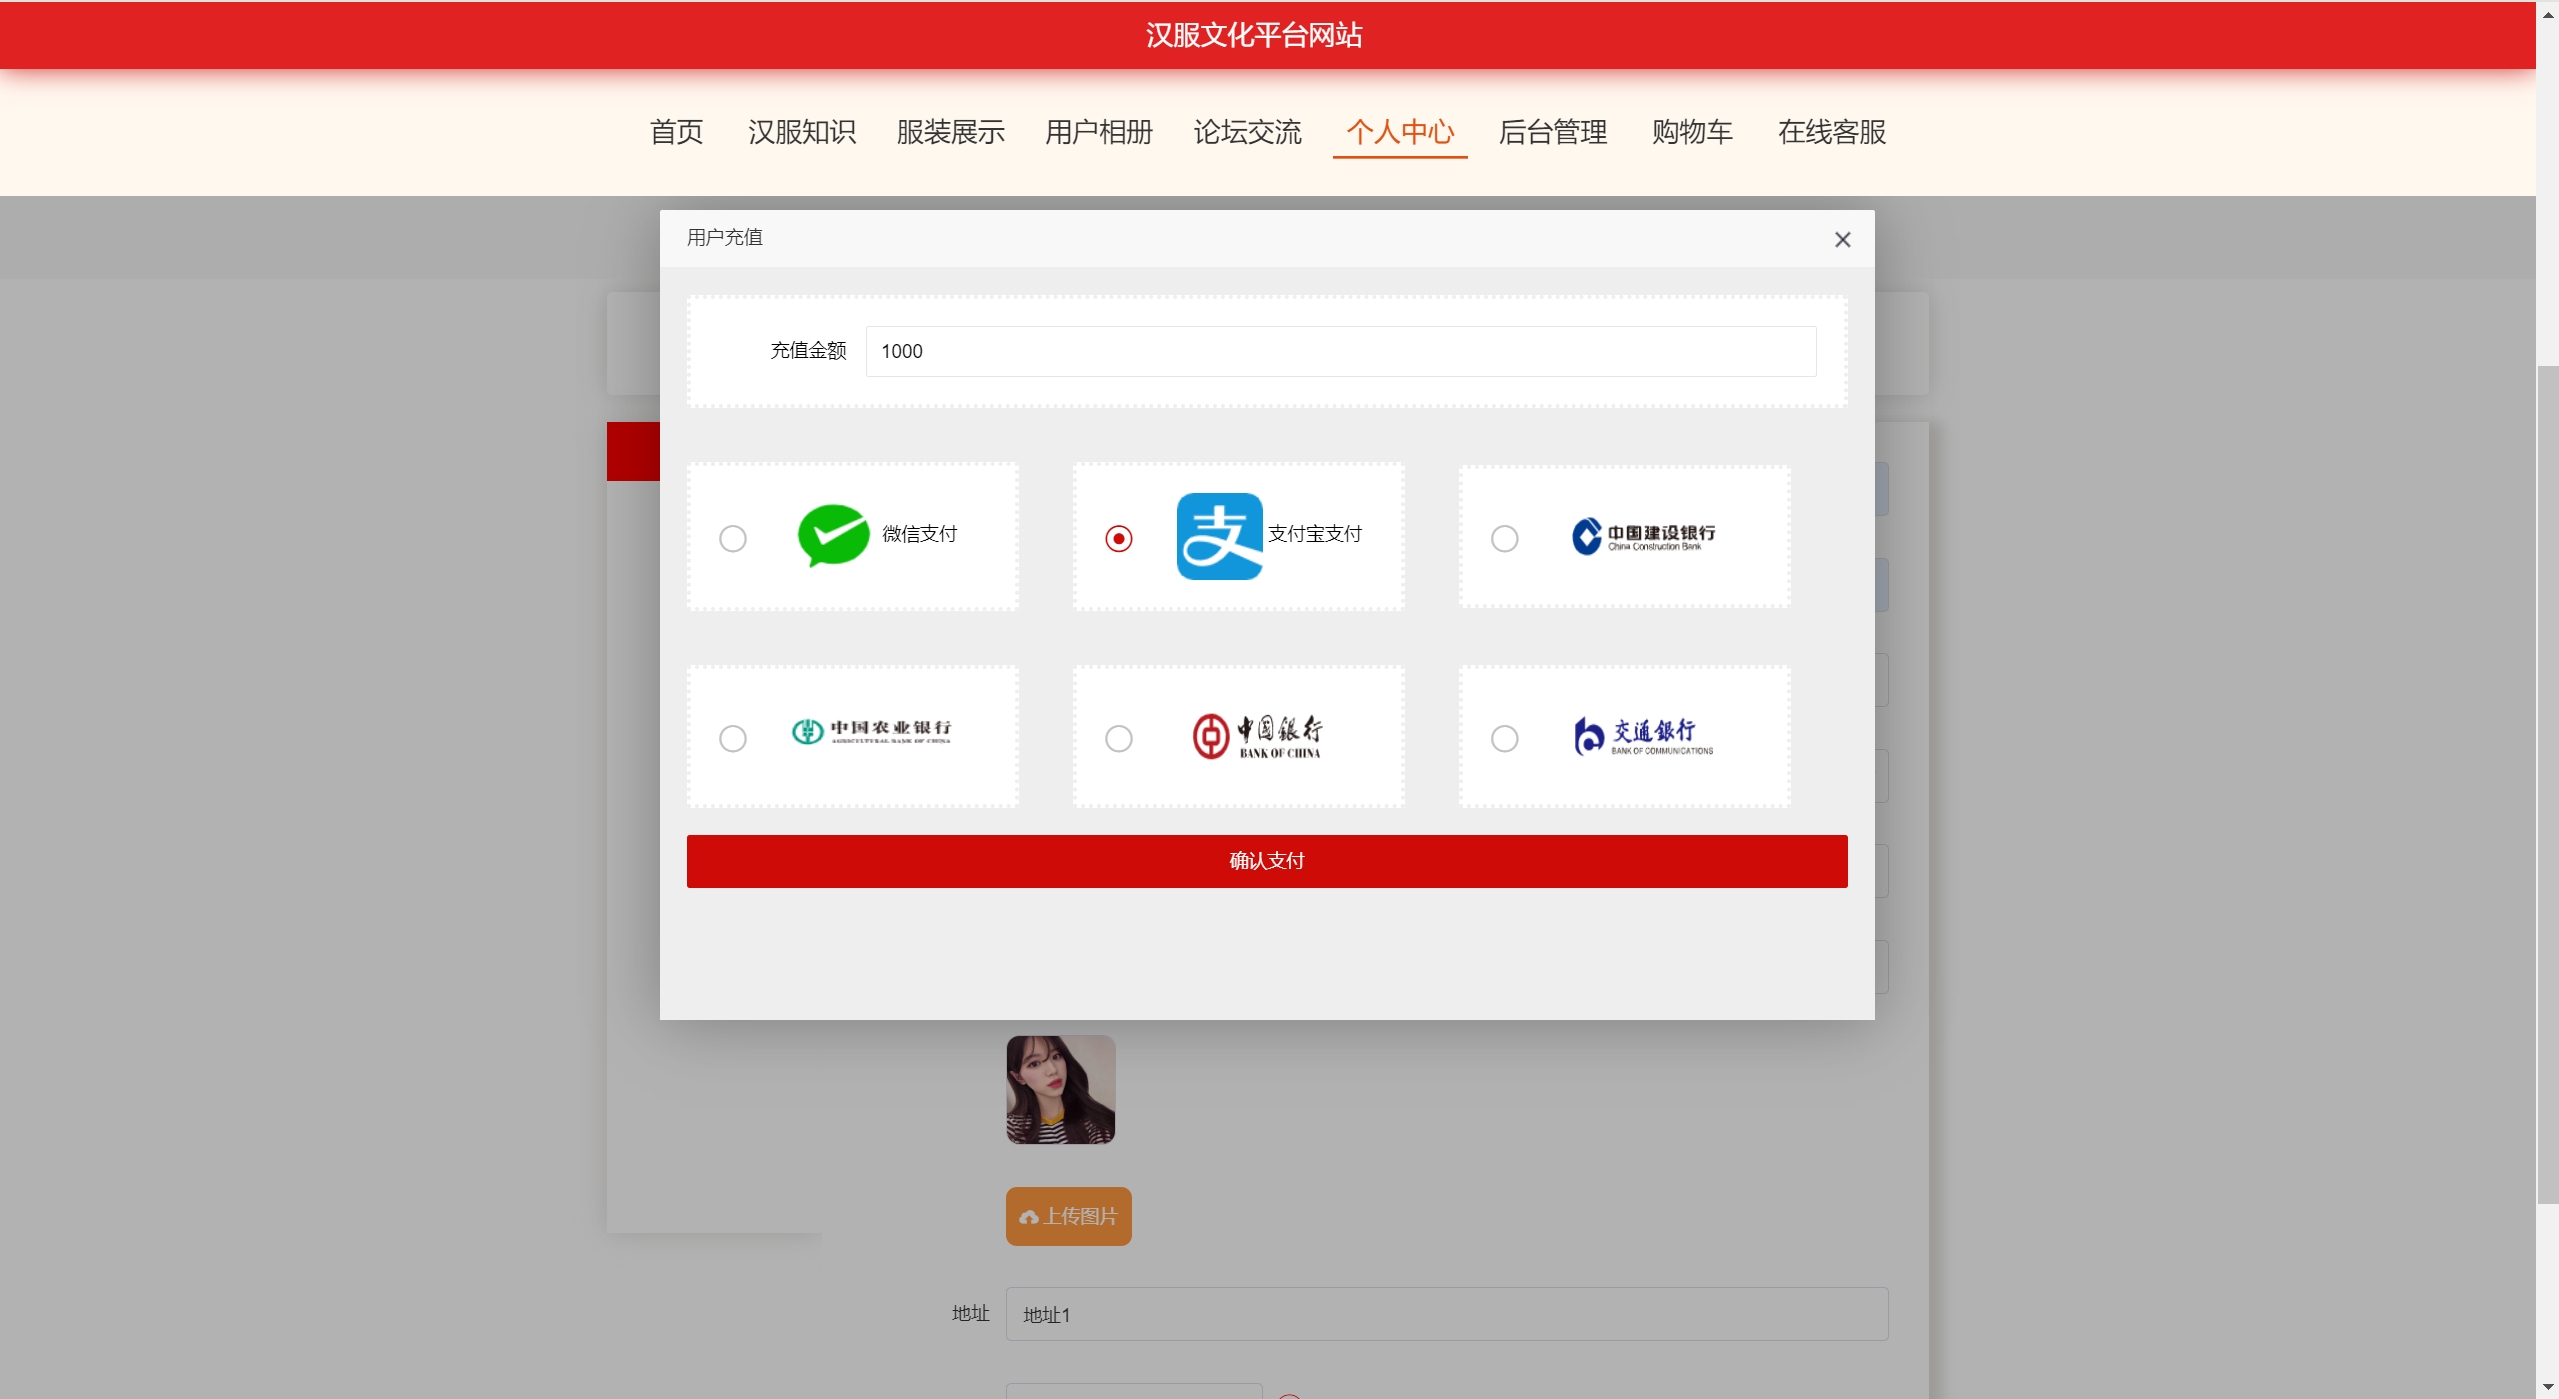 汉服文化平台网站
首页 汉服知识 服装展示 用户相册 论坛交流 个人中心 后台管理 购物车 在线客服
用户充值
充值金额 1000
微信支付 支付宝支付 中国建设银行
China Construction Bank
中国农业银行 中国銀行 交通銀行
AGRICULTURAL BANK OF CHINA BANK OF CHINA BANK OF COMMUNICATIONS
确认支付
上传图片
地址 地址1